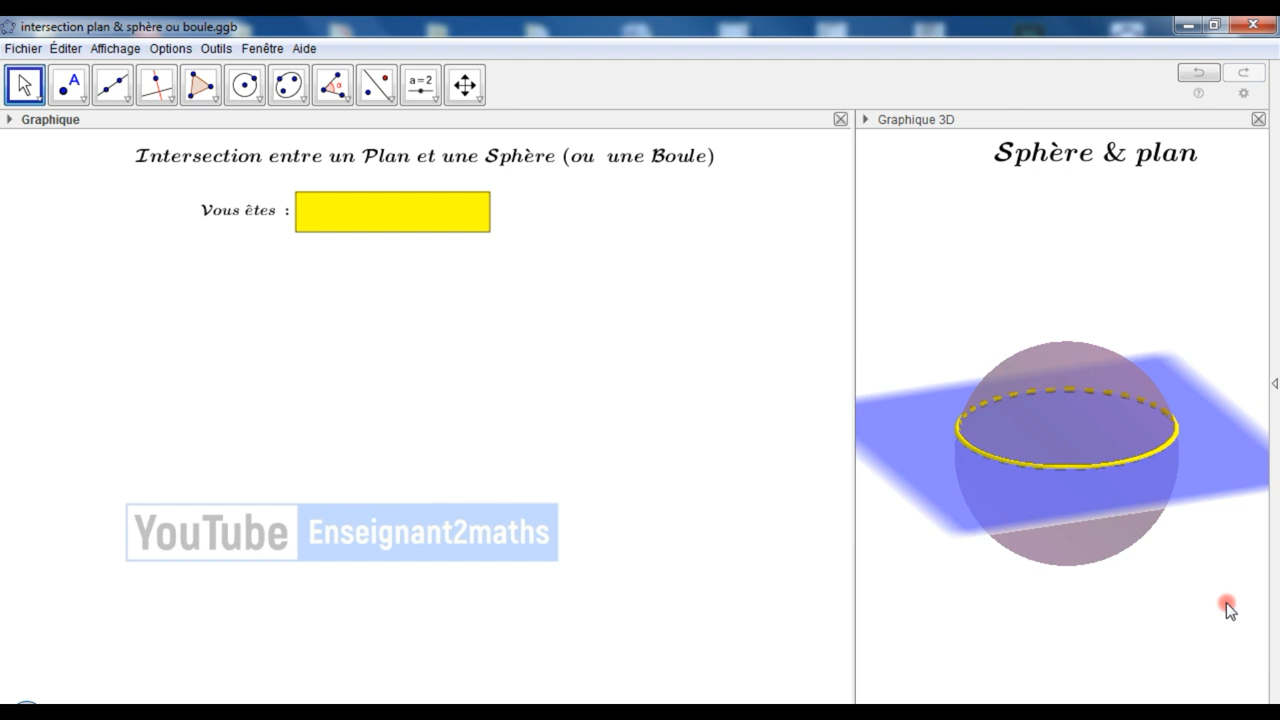 intersection plan & sphère ou boule.ggb
Fichier Éditer Affichage Options Outils Fenêtre Aide
A
α
a=2
Graphique
Graphique 3D
Intersection entre un Plan et une Sphère (ou une Boule)
Sphère & plan
Vous êtes :
YouTube Enseignant2maths